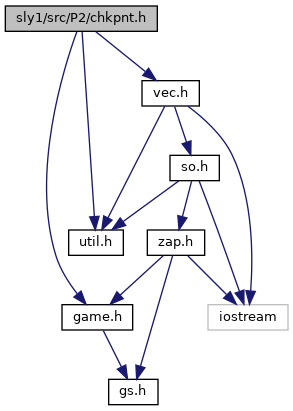 sly1/src/P2/chkpnt.h
vec.h
so.h
util.h
zap.h
game.h
iostream
gs.h